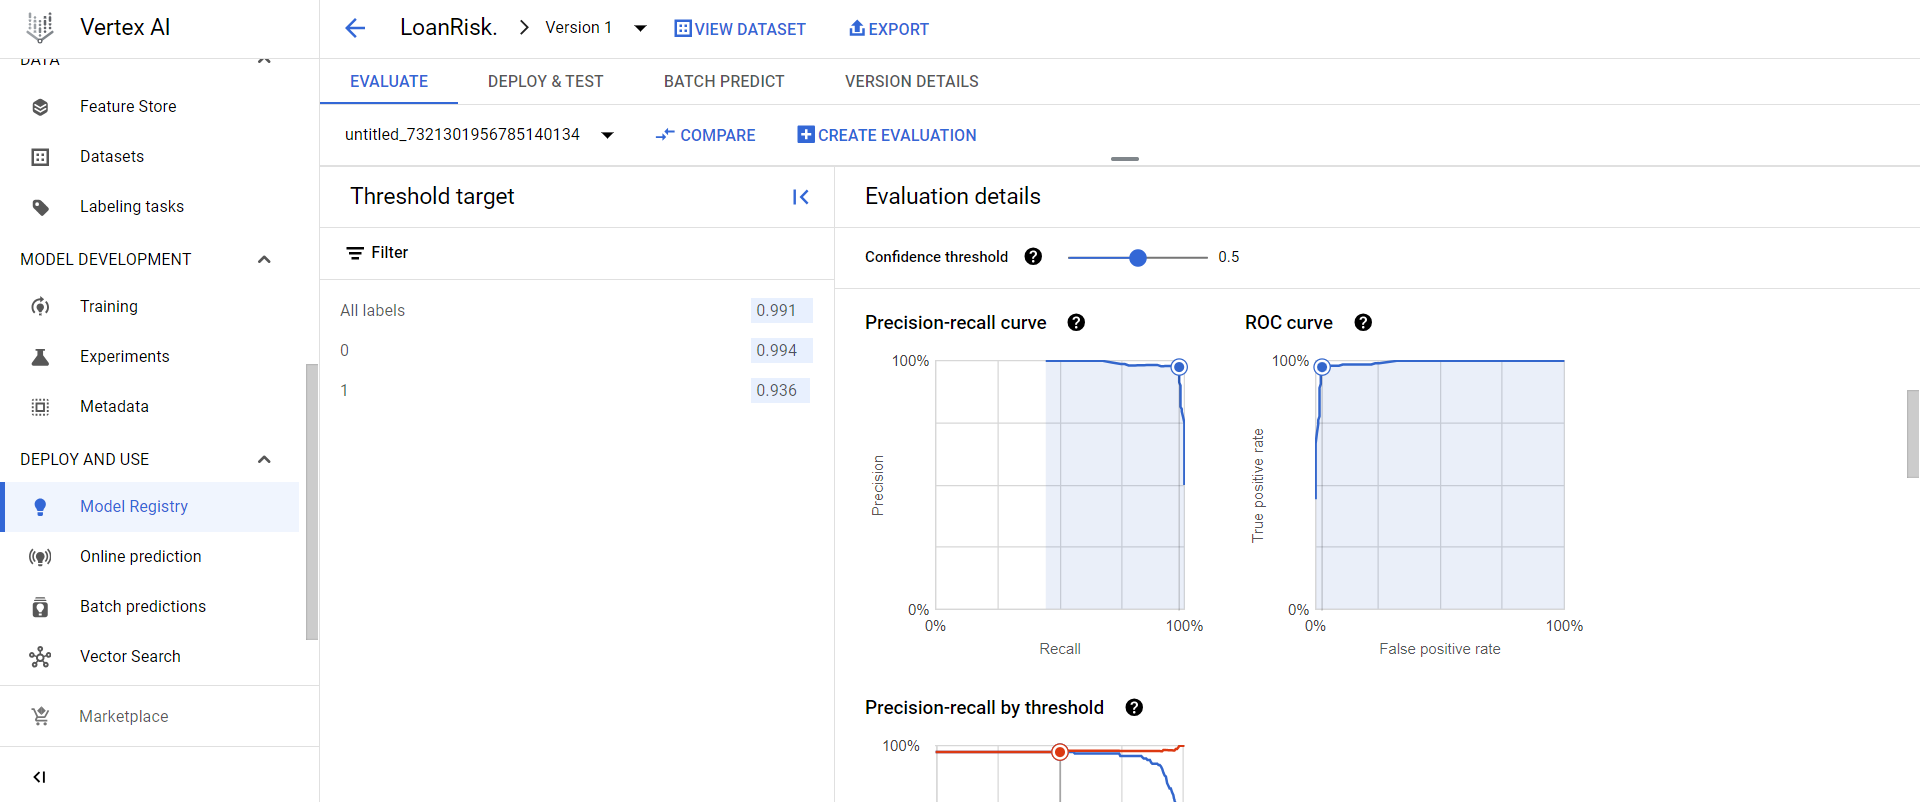 Vertex AI
LoanRisk.
Version 1
VIEW DATASET
EXPORT
DATA
Feature Store
Datasets
Labeling tasks
MODEL DEVELOPMENT
Training
Experiments
Metadata
DEPLOY AND USE
Model Registry
Online prediction
Batch predictions
Vector Search
Marketplace
EVALUATE
DEPLOY & TEST
BATCH PREDICT
VERSION DETAILS
untitled_7321301956785140134
COMPARE
CREATE EVALUATION
Threshold target
Filter
All labels 0.991
0 0.994
1 0.936
Evaluation details
Confidence threshold 0.5
Precision-recall curve
100%
Precision
0%
0%
100%
Recall
ROC curve
100%
True positive rate
0%
0%
100%
False positive rate
Precision-recall by threshold
100%